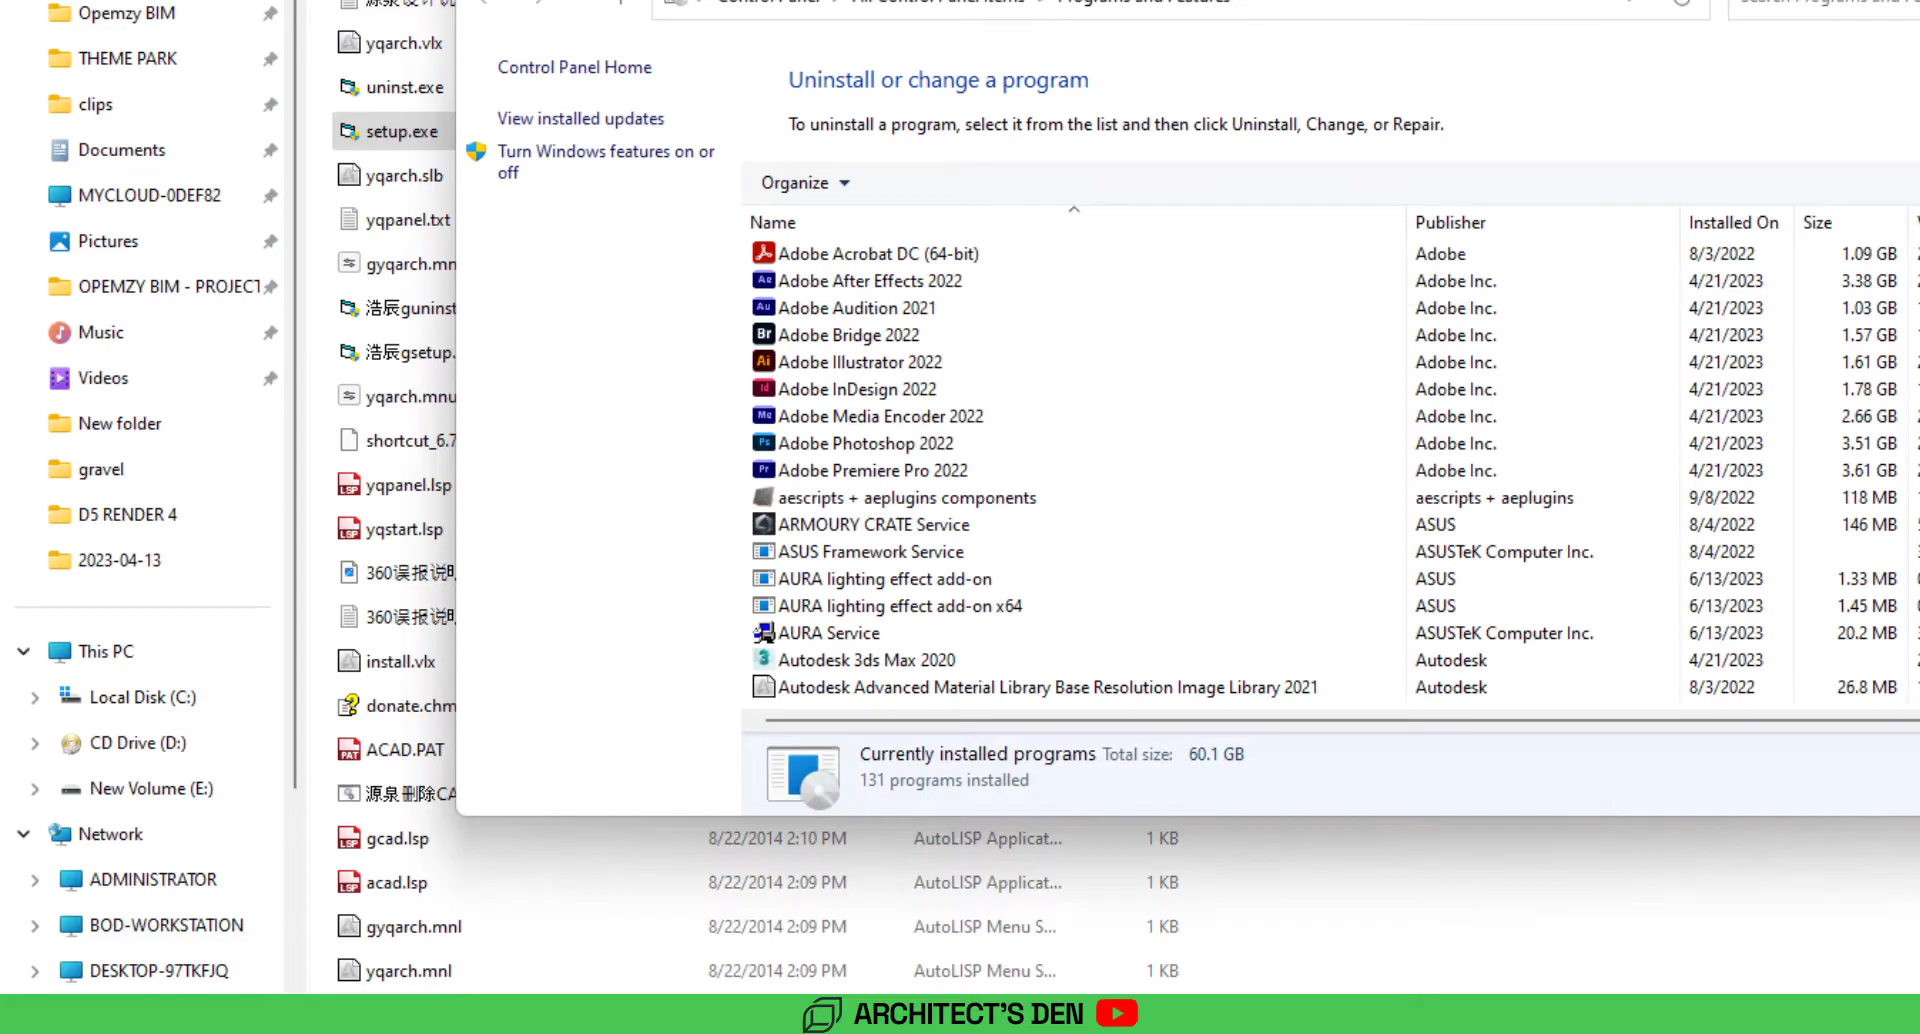 Opemzy BIM
THEME PARK
clips
Documents
MYCLOUD-0DEF82
Pictures
OPEMZY BIM - PROJECT
Music
Videos
New folder
gravel
D5 RENDER 4
2023-04-13
This PC
Local Disk (C:)
CD Drive (D:)
New Volume (E:)
Network
ADMINISTRATOR
BOD-WORKSTATION
DESKTOP-97TKFJQ
yqarch.vlx
uninst.exe
setup.exe
yqarch.slb
yqpanel.txt
gyqarch.mn
浩辰guninst
浩辰gsetup.
yqarch.mnu
shortcut_6.7
yqpanel.lsp
yqstart.lsp
360误报说明
360误报说明
install.vlx
donate.chm
ACAD.PAT
源泉删除CA
gcad.lsp 8/22/2014 2:10 PM AutoLISP Applicat... 1 KB
acad.lsp 8/22/2014 2:09 PM AutoLISP Applicat... 1 KB
gyqarch.mnl 8/22/2014 2:09 PM AutoLISP Menu S... 1 KB
yqarch.mnl 8/22/2014 2:09 PM AutoLISP Menu S... 1 KB
Control Panel All Control Panel Items Programs and Features
Control Panel Home
View installed updates
Turn Windows features on or
off
Uninstall or change a program
To uninstall a program, select it from the list and then click Uninstall, Change, or Repair.
Organize
Name Publisher Installed On Size
Adobe Acrobat DC (64-bit) Adobe 8/3/2022 1.09 GB
Adobe After Effects 2022 Adobe Inc. 4/21/2023 3.38 GB
Adobe Audition 2021 Adobe Inc. 4/21/2023 1.03 GB
Adobe Bridge 2022 Adobe Inc. 4/21/2023 1.57 GB
Adobe Illustrator 2022 Adobe Inc. 4/21/2023 1.61 GB
Adobe InDesign 2022 Adobe Inc. 4/21/2023 1.78 GB
Adobe Media Encoder 2022 Adobe Inc. 4/21/2023 2.66 GB
Adobe Photoshop 2022 Adobe Inc. 4/21/2023 3.51 GB
Adobe Premiere Pro 2022 Adobe Inc. 4/21/2023 3.61 GB
aescripts + aeplugins components aescripts + aeplugins 9/8/2022 118 MB
ARMOURY CRATE Service ASUS 8/4/2022 146 MB
ASUS Framework Service ASUSTeK Computer Inc. 8/4/2022
AURA lighting effect add-on ASUS 6/13/2023 1.33 MB
AURA lighting effect add-on x64 ASUS 6/13/2023 1.45 MB
AURA Service ASUSTeK Computer Inc. 6/13/2023 20.2 MB
Autodesk 3ds Max 2020 Autodesk 4/21/2023
Autodesk Advanced Material Library Base Resolution Image Library 2021 Autodesk 8/3/2022 26.8 MB
Currently installed programs Total size: 60.1 GB
131 programs installed
ARCHITECT'S DEN